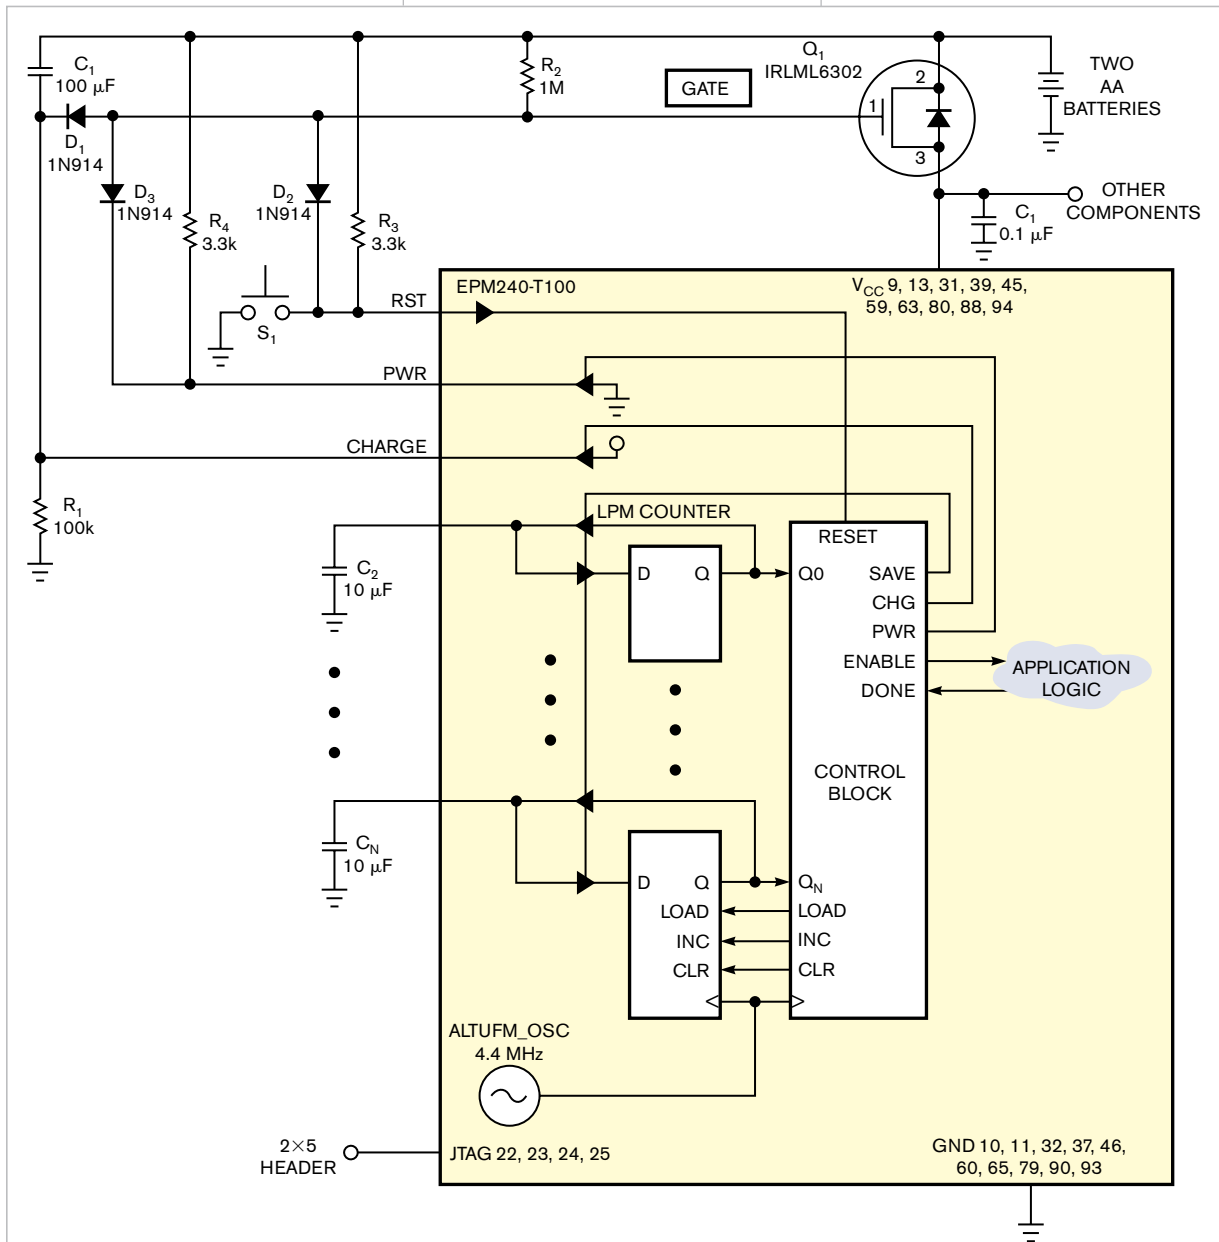 C1
100 µF
D1
1N914
D3
1N914
R4
3.3k
D2
1N914
R3
3.3k
R2
1M
GATE
Q1
IRLML6302
2
1
3
TWO
AA
BATTERIES
OTHER
COMPONENTS
C1
0.1 µF
S1
RST
PWR
CHARGE
R1
100k
EPM240-T100
VCC 9, 13, 31, 39, 45,
59, 63, 80, 88, 94
LPM COUNTER
C2
10 µF
D Q
RESET
Q0
SAVE
CHG
PWR
ENABLE
DONE
APPLICATION
LOGIC
CONTROL
BLOCK
CN
10 µF
D Q
LOAD
INC
CLR
QN
LOAD
INC
CLR
ALTUFM_OSC
4.4 MHz
2×5
HEADER
JTAG 22, 23, 24, 25
GND 10, 11, 32, 37, 46,
60, 65, 79, 90, 93